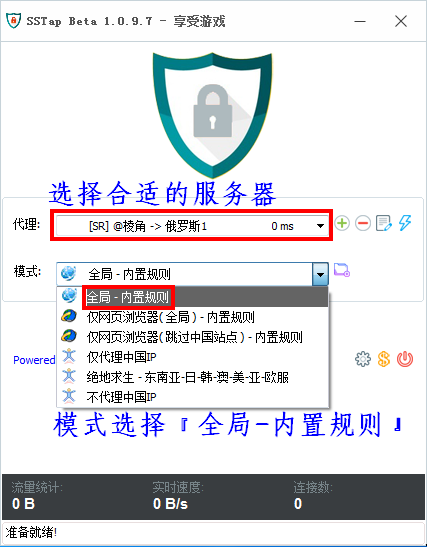 SSTap Beta 1.0.9.7 - 享受游戏
选择合适的服务器
代理: [SR] @棱角 -> 俄罗斯1 0 ms
模式: 全局 - 内置规则
全局 - 内置规则
仅网页浏览器(全局) - 内置规则
仅网页浏览器(跳过中国站点) - 内置规则
Powered
仅代理中国IP
绝地求生 - 东南亚-日-韩-澳-美-亚-欧服
不代理中国IP
模式选择『全局-内置规则』
流量统计: 实时速度: 连接数:
0 B 0 B/s 0
准备就绪!